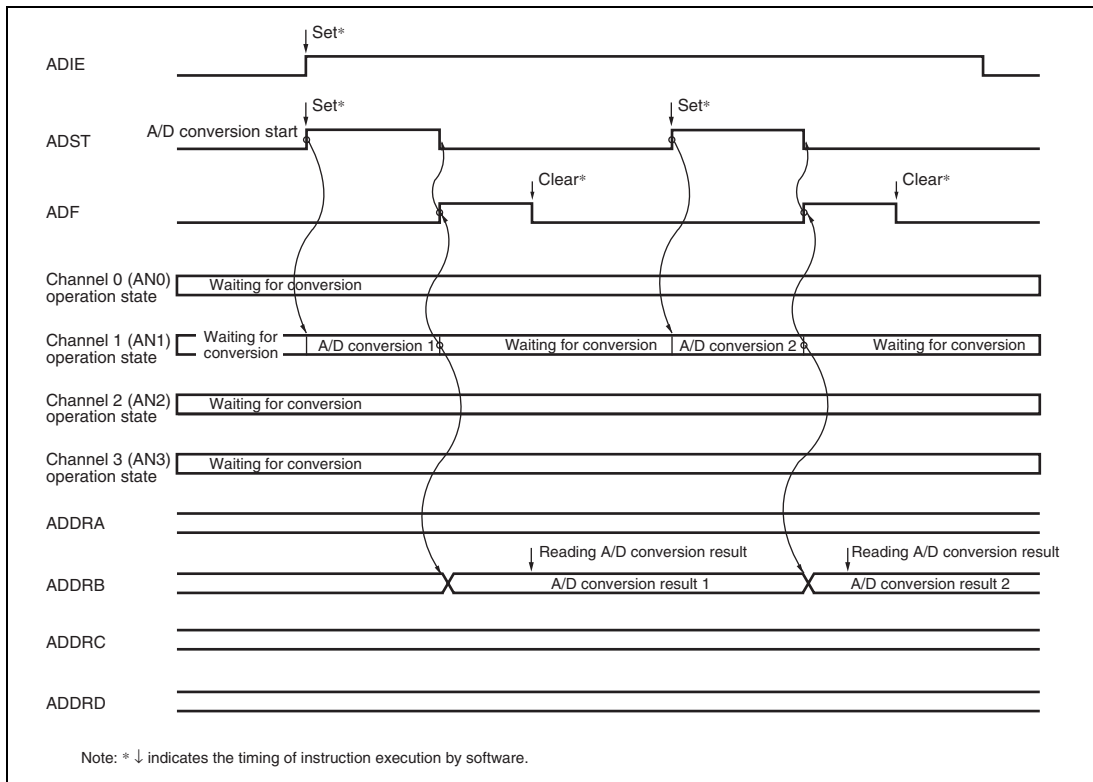 Set*
ADIE
Set*
Set*
A/D conversion start
ADST
Clear*
Clear*
ADF
Channel 0 (AN0)
operation state
Waiting for conversion
Channel 1 (AN1)
operation state
Waiting for
conversion
A/D conversion 1
Waiting for conversion
A/D conversion 2
Waiting for conversion
Channel 2 (AN2)
operation state
Waiting for conversion
Channel 3 (AN3)
operation state
Waiting for conversion
ADDRA
Reading A/D conversion result
Reading A/D conversion result
ADDRB
A/D conversion result 1
A/D conversion result 2
ADDRC
ADDRD
Note: * ↓ indicates the timing of instruction execution by software.